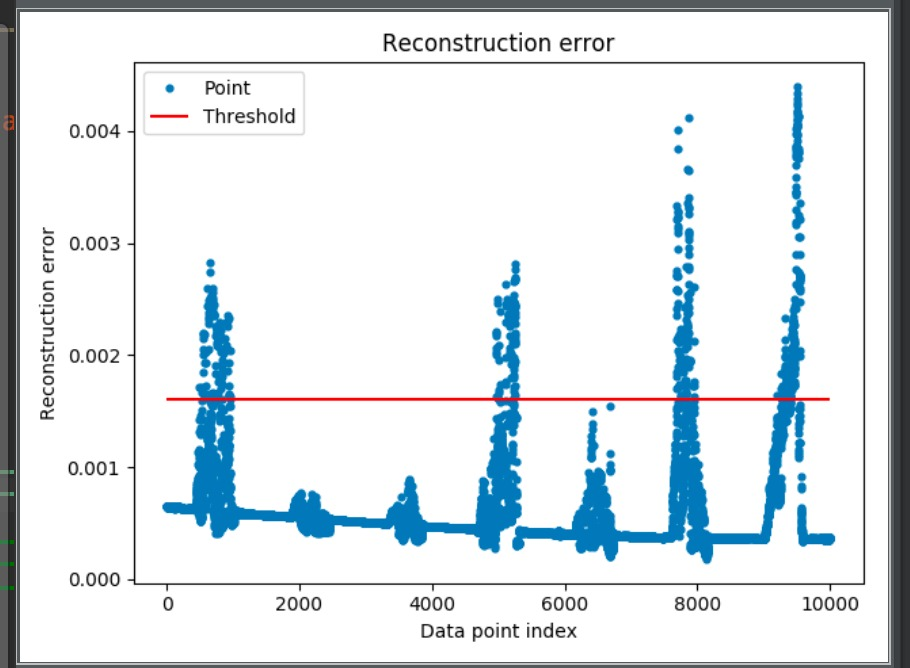 Reconstruction error
Point
Threshold
0.004
0.003
0.002
0.001
0.000
Reconstruction error
0 2000 4000 6000 8000 10000
Data point index
a